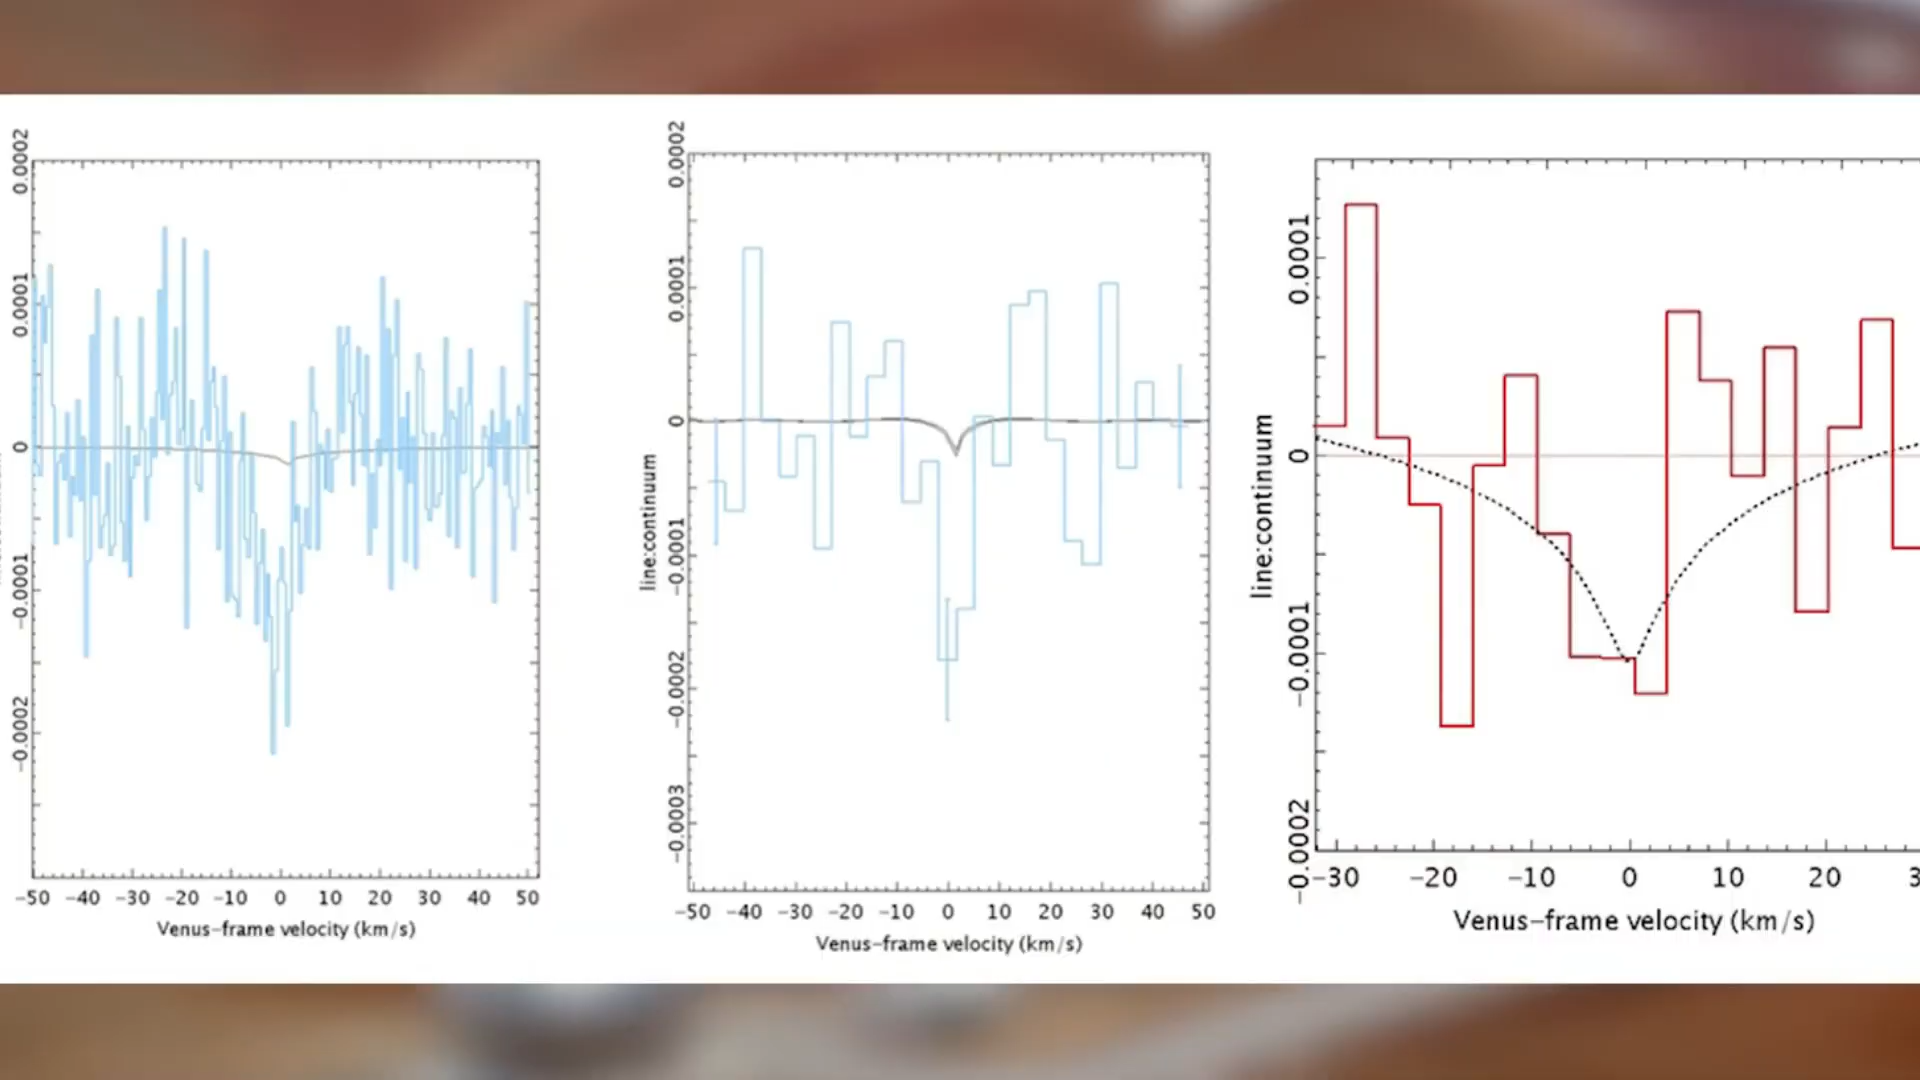 0.0002
0.0001
0
−0.0001
−0.0002
−50 −40 −30 −20 −10 0 10 20 30 40 50
Venus−frame velocity (km/s)
0.0002
0.0001
0
−0.0001
−0.0002
−0.0003
line:continuum
−50 −40 −30 −20 −10 0 10 20 30 40 50
Venus−frame velocity (km/s)
0.0001
0
−0.0001
−0.0002
line:continuum
−30 −20 −10 0 10 20 3
Venus−frame velocity (km/s)